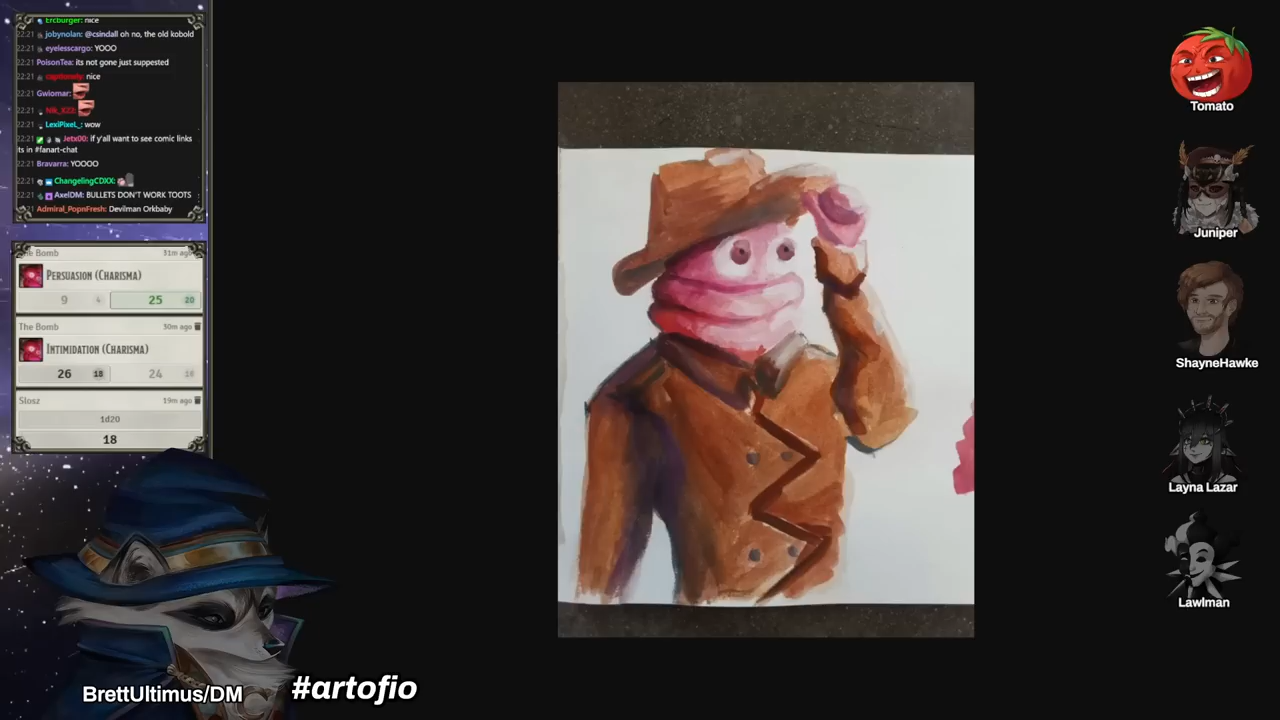 Ercburger: nice
22:21 jobynolan: @csindall oh no, the old kobold
22:21 eyelesscargo: YOOO
22:21 PoisonTea: its not gone just suppested
22:21 captionely: nice
22:21 Gwiomar:
22:21 Nik_X23:
22:21 LexiPixeL_: wow
22:21 Jetx00: if y'all want to see comic links
its in #fanart-chat
22:21 Bravarra: YOOOO
22:21 ChangelingCDXX:
22:21 AxelDM: BULLETS DON'T WORK TOOTS
Admiral_PopnFresh: Devilman Orkbaby
The Bomb 31m ago
PERSUASION (CHARISMA)
9 4 25 20
The Bomb 30m ago
INTIMIDATION (CHARISMA)
26 18 24 16
Slosz 19m ago
1d20
18
BrettUltimus/DM
#artofio
Tomato
Juniper
ShayneHawke
Layna Lazar
Lawlman